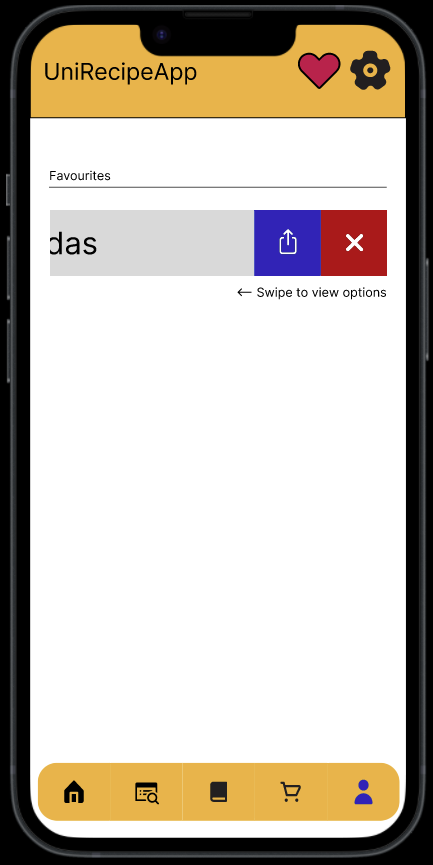 UniRecipeApp
Favourites
das
← Swipe to view options